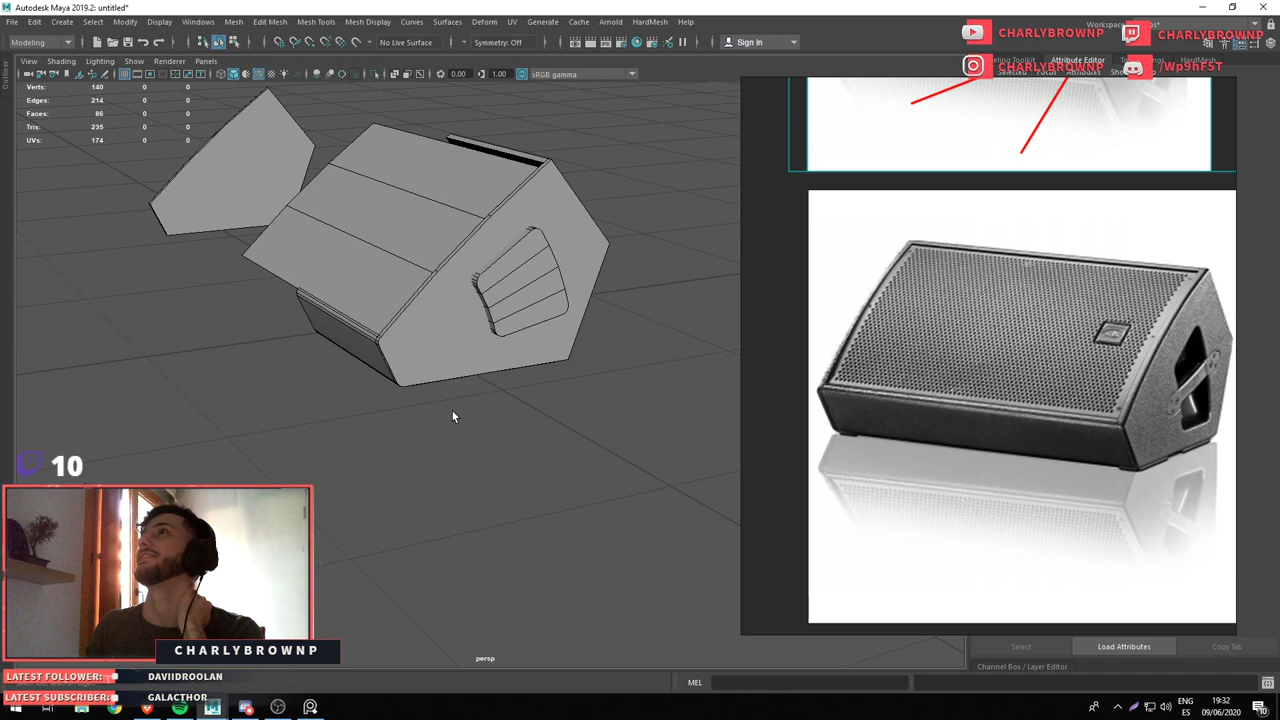 Autodesk Maya 2019.2: untitled*
File Edit Create Select Modify Display Windows Mesh Edit Mesh Mesh Tools Mesh Display Curves Surfaces Deform UV Generate Cache Arnold HardMesh Help
Modeling No Live Surface Symmetry: Off Sign In
CHARLYBROWNP CHARLYBROWNP
CHARLYBROWNP /Wp9hF5T
View Shading Lighting Show Renderer Panels
Attribute Editor
0.00 1.00 sRGB gamma
Verts: 140 0 0
Edges: 214 0 0
Faces: 86 0 0
Tris: 235 0 0
UVs: 174 0 0
Outliner
10
CHARLYBROWNP
persp
Select Load Attributes Copy Tab
Channel Box / Layer Editor
MEL
LATEST FOLLOWER: DAVIIDROOLAN
LATEST SUBSCRIBER: GALACTHOR
ENG
ES
19:32
09/06/2020